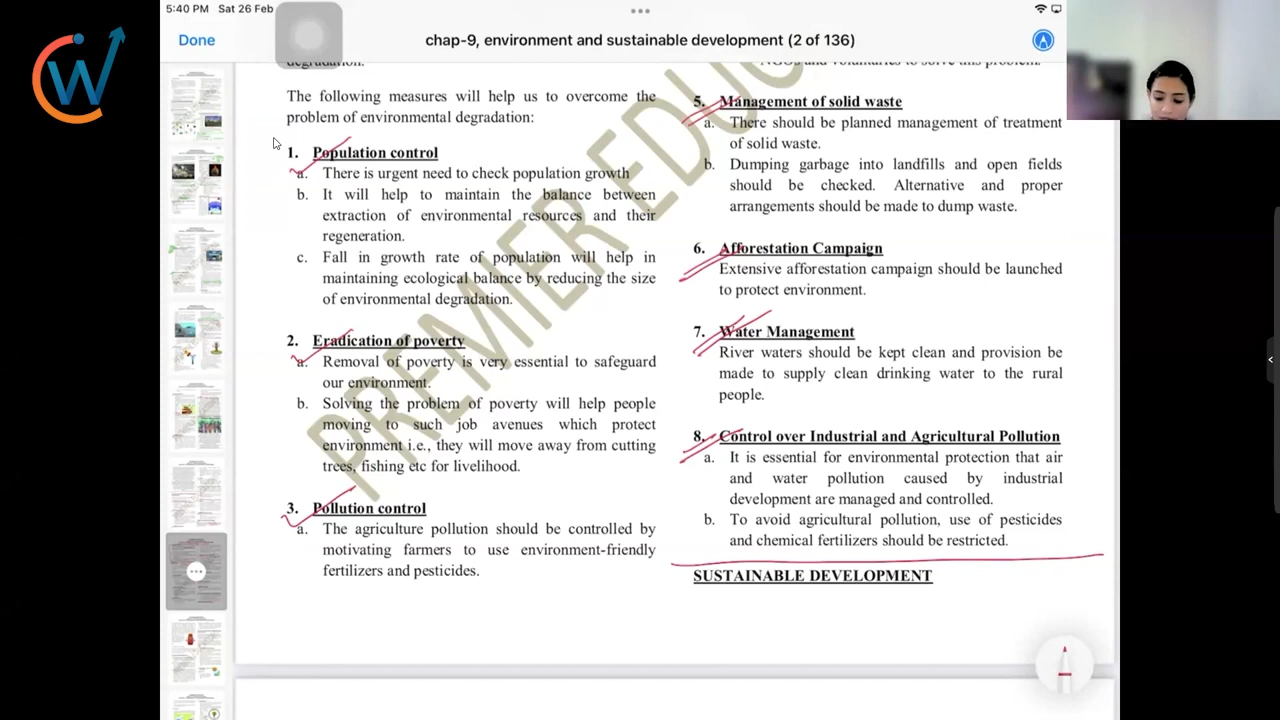 5:40 PM Sat 26 Feb
Done
chap-9, environment and sustainable development (2 of 136)
W
degradation.
The following measures can help us overcome the
problem of environmental degradation:
1. Population control
a. There is urgent need to check population growth
b. It will help to maintain a balance between
extraction of environmental resources and their
regeneration.
c. Fall in growth rate of population will help in
maintaining ecological balance by reducing the size
of environmental degradation.
2. Eradication of poverty
a. Removal of poverty is very essential to safeguard
our environment.
b. Solving the problem of poverty will help people
moving to such job avenues which protect
environment i.e., they will move away from cutting
trees, fishing etc for livelihood.
3. Pollution control
a. The agriculture pollution should be control by
motivating farmers to use environment-friendly
fertilizers and pesticides.
NGOs and voluntaries to solve this problem.
5. Management of solid waste
a. There should be planned management of treatment
of solid waste.
b. Dumping garbage into landfills and open fields
should be checked. Alternative and proper
arrangements should be made to dump waste.
6. Afforestation Campaign
Extensive afforestation campaign should be launched
to protect environment.
7. Water Management
River waters should be kept clean and provision be
made to supply clean drinking water to the rural
people.
8. Control over Industrial and Agricultural Pollution
a. It is essential for environmental protection that air
and water pollution caused by industrial
development are managed and controlled.
b. To avoid agricultural pollution, use of pesticides
and chemical fertilizers should be restricted.
SUSTAINABLE DEVELOPMENT